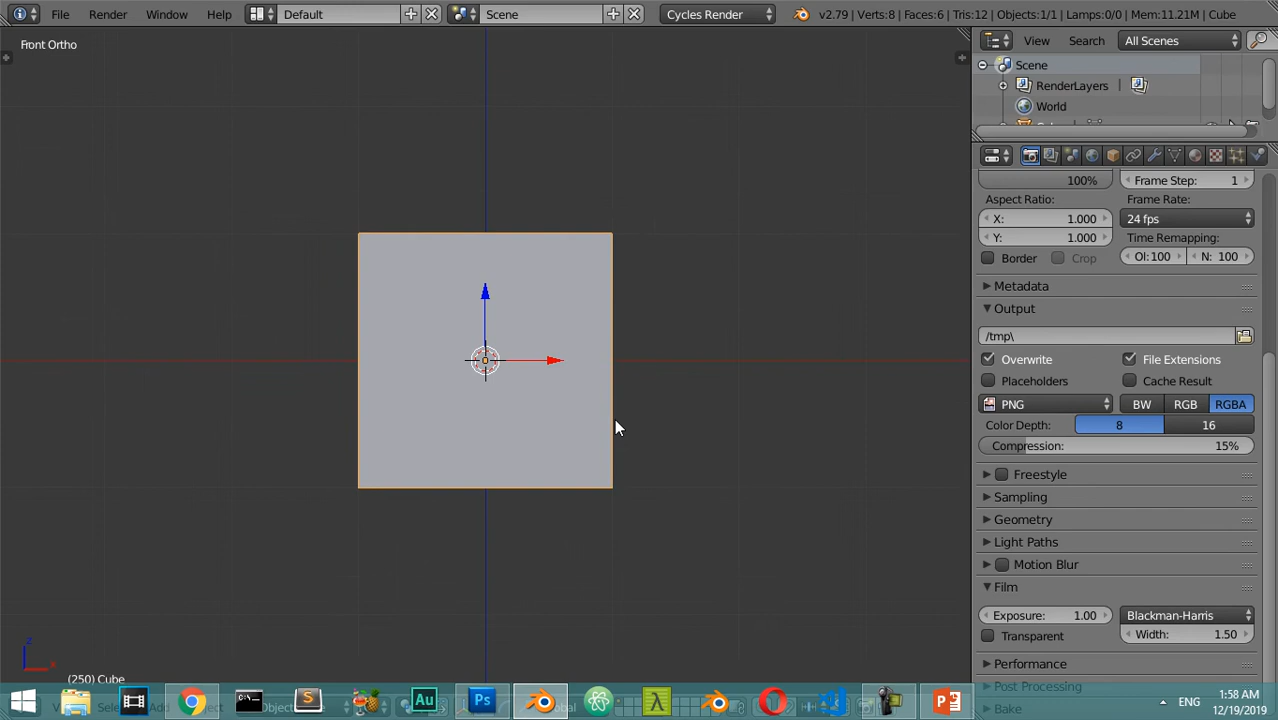 File Render Window Help Default Scene Cycles Render v2.79 | Verts:8 | Faces:6 | Tris:12 | Objects:1/1 | Lamps:0/0 | Mem:11.21M | Cube
Front Ortho
View Search All Scenes
Scene
RenderLayers
World
100% Frame Step: 1
Aspect Ratio: Frame Rate:
X: 1.000 24 fps
Y: 1.000 Time Remapping:
Border Crop Ol:100 N: 100
Metadata
Output
/tmp\
Overwrite File Extensions
Placeholders Cache Result
PNG BW RGB RGBA
Color Depth: 8 16
Compression: 15%
Freestyle
Sampling
Geometry
Light Paths
Motion Blur
Film
Exposure: 1.00 Blackman-Harris
Transparent Width: 1.50
Performance
Post Processing
Bake
z
x
(250) Cube
Au Ps ENG 1:58 AM
12/19/2019